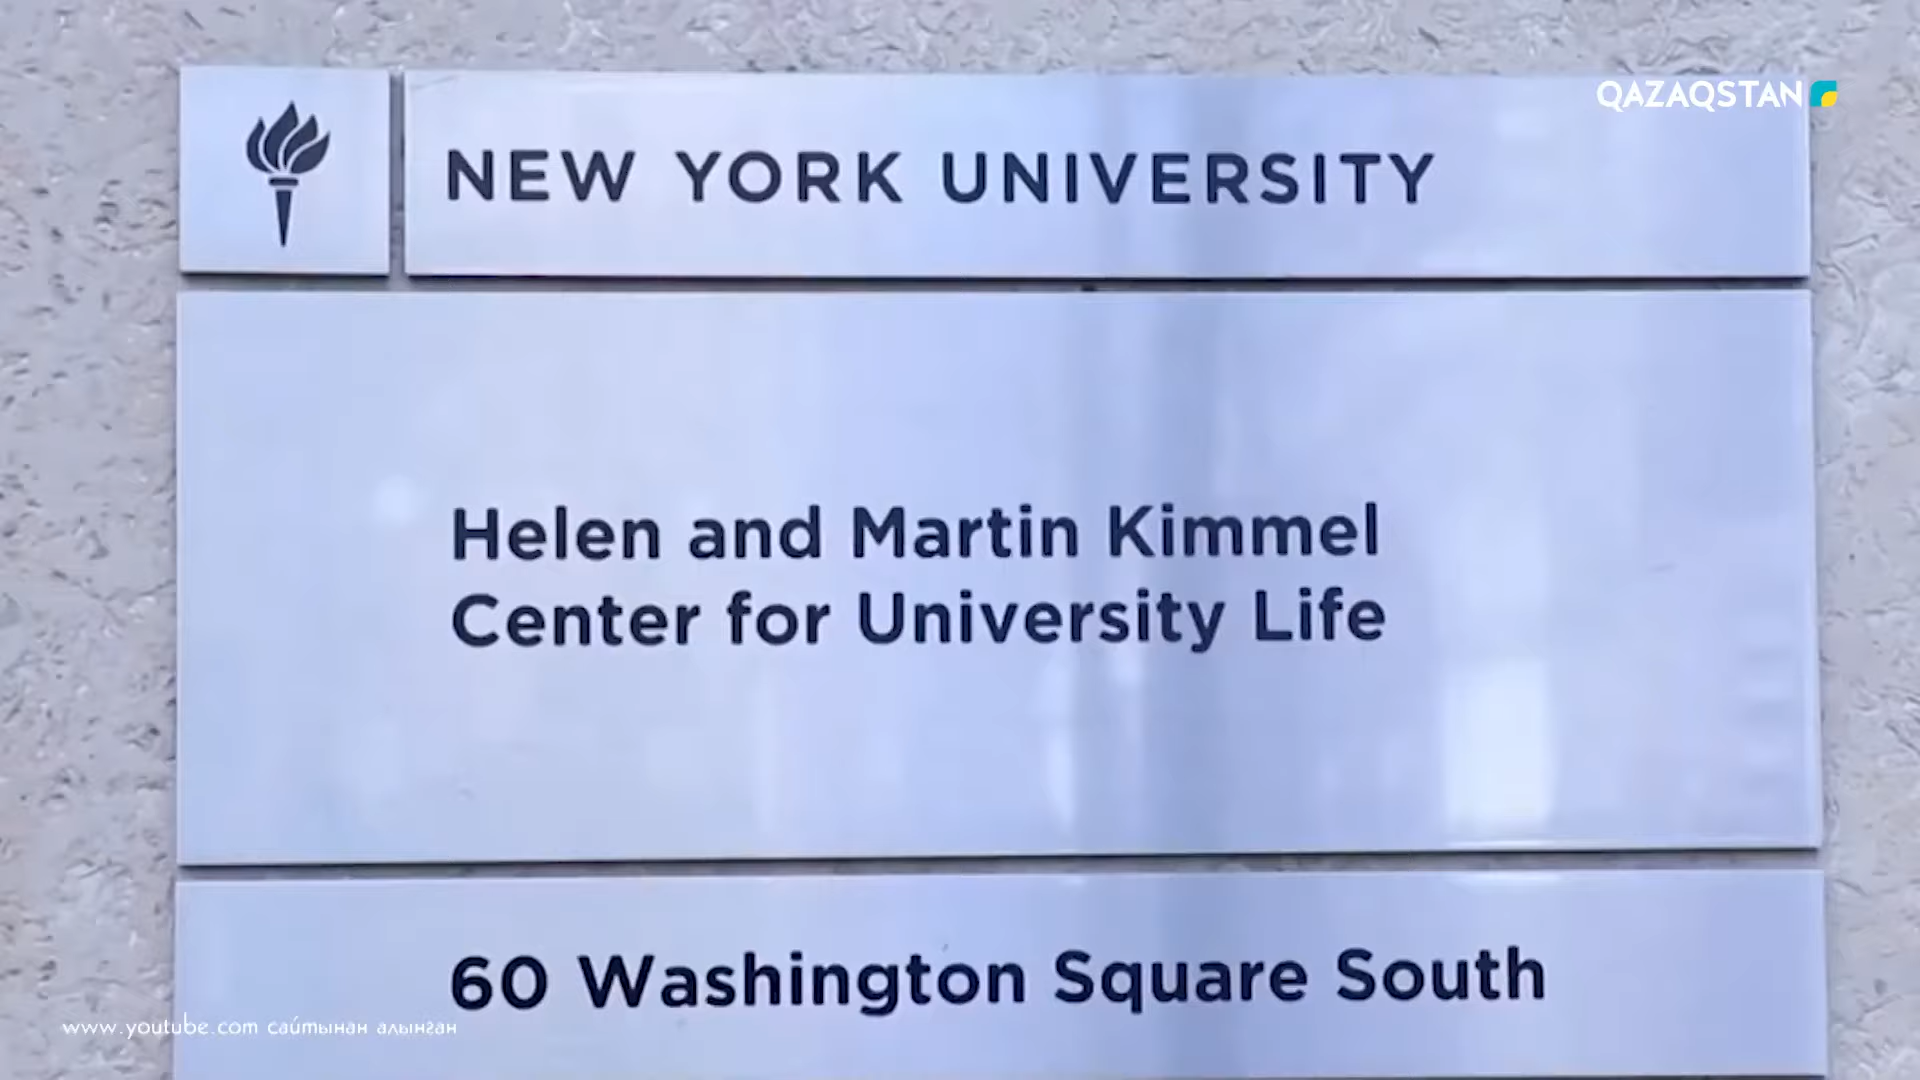 QAZAQSTAN
NEW YORK UNIVERSITY
Helen and Martin Kimmel
Center for University Life
60 Washington Square South
www.youtube.com сайтынан алынған